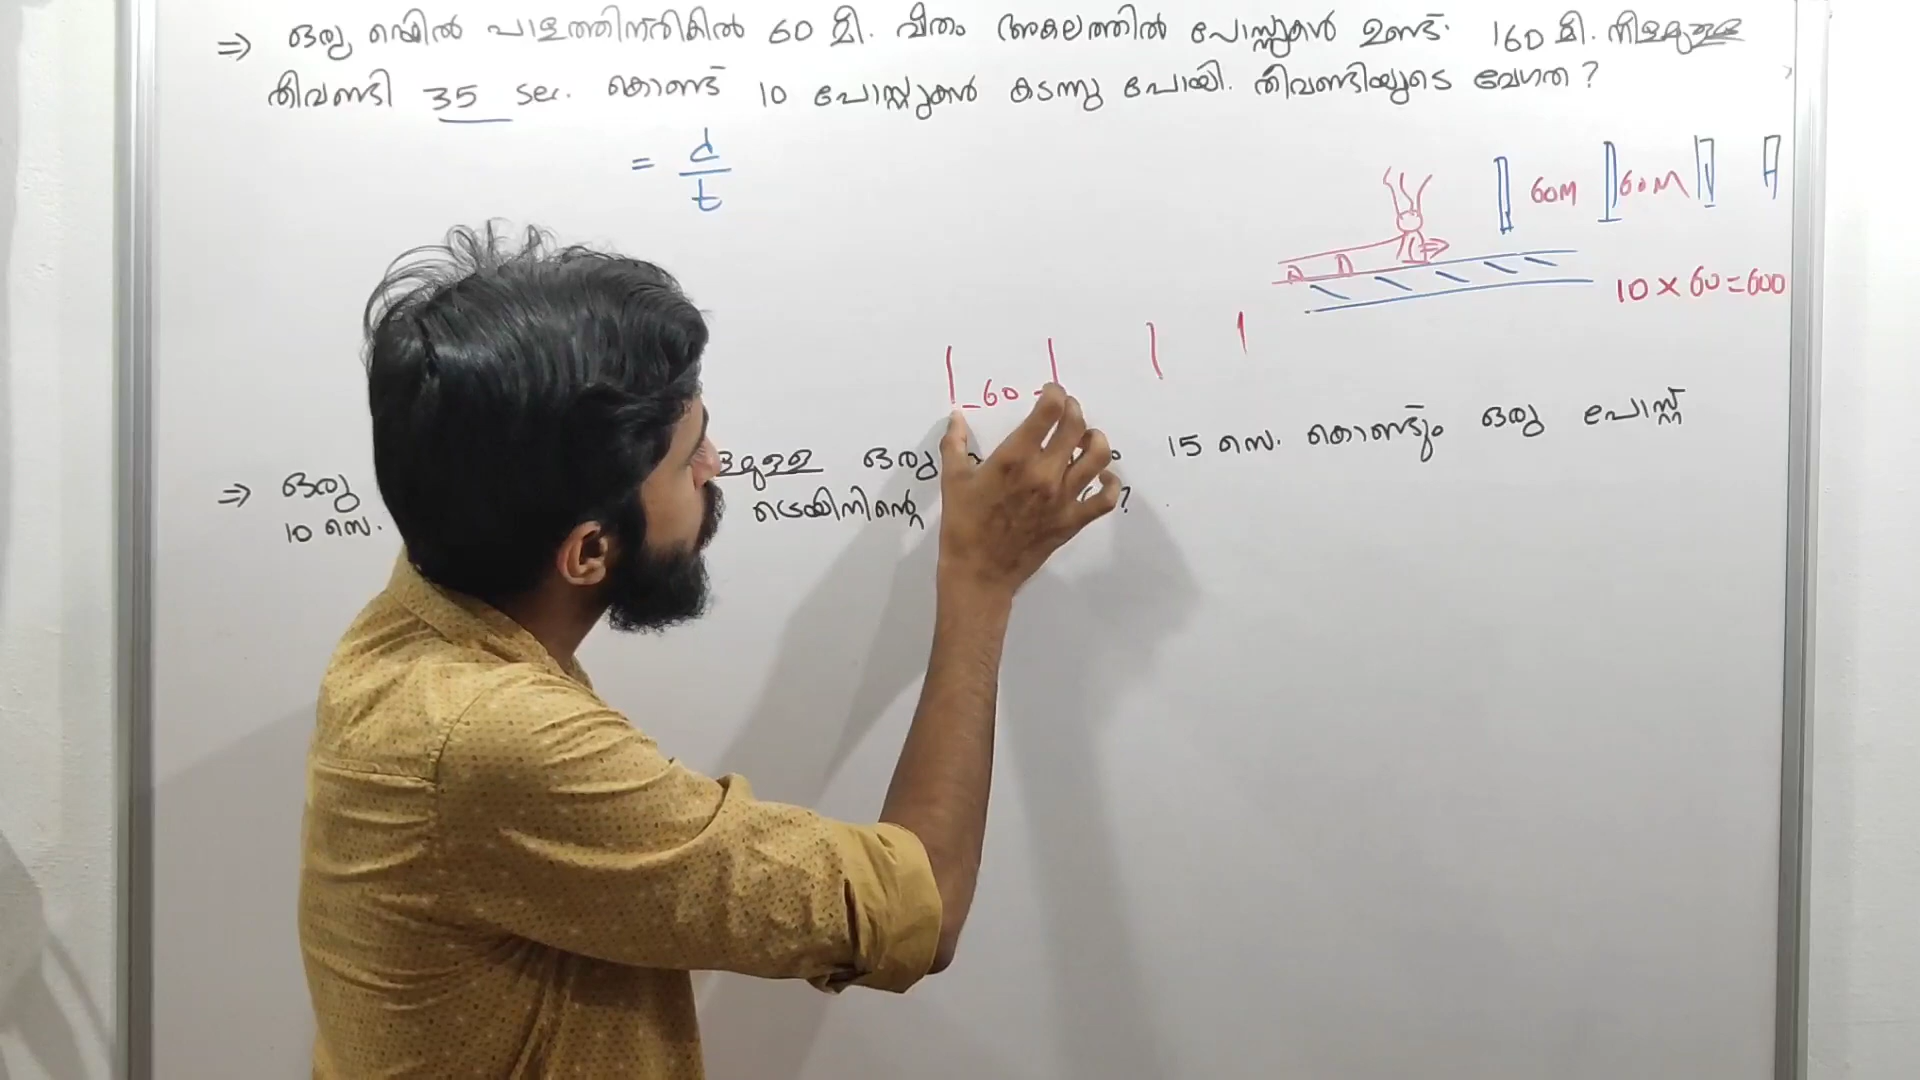 ⇒ ഒരു റെയിൽ പാളത്തിനരികിൽ 60 മീ. വീതം അകലത്തിൽ പോസ്റ്റുകൾ ഉണ്ട്. 160 മീ. നീളമുള്ള
തീവണ്ടി 35 sec. കൊണ്ട് 10 പോസ്റ്റുകൾ കടന്നു പോയി. തീവണ്ടിയുടെ വേഗത ?
= d
t
60M 60M
10 × 60 = 600
60
⇒ ഒരു ഒരു 15 സെ. കൊണ്ടും ഒരു പോസ്റ്റ്
10 സെ. ട്രെയിനിന്റെ ?